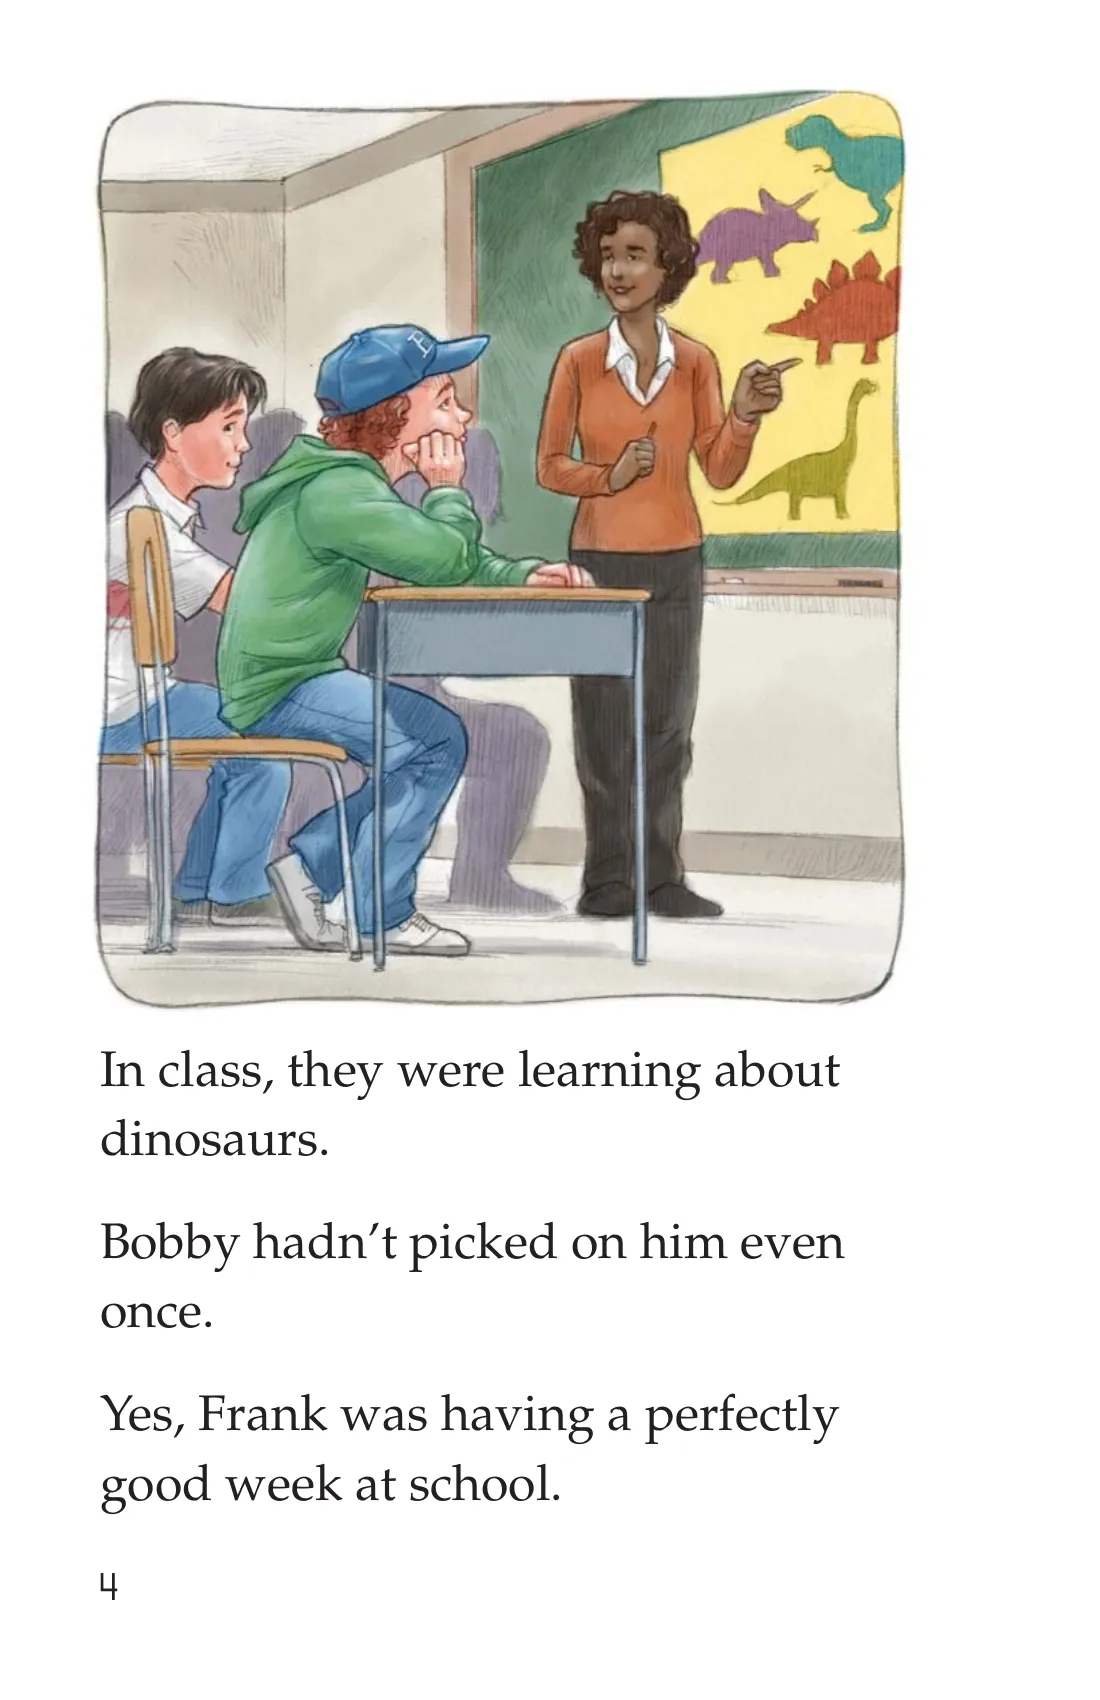 F
In class, they were learning about
dinosaurs.
Bobby hadn’t picked on him even
once.
Yes, Frank was having a perfectly
good week at school.
4